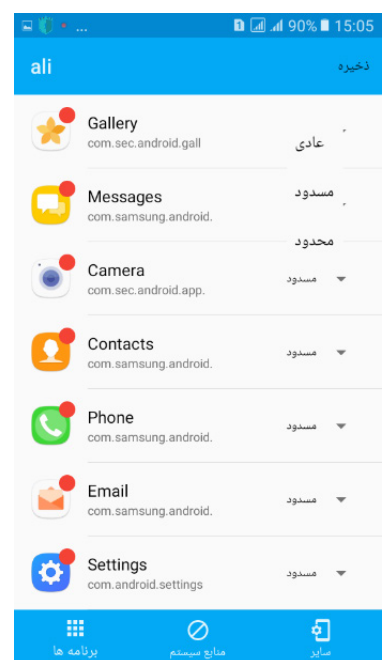 ... 90% 15:05
ali ذخیره
Gallery
com.sec.android.gall
عادی
Messages
com.samsung.android.
مسدود
محدود
Camera
com.sec.android.app.
مسدود
Contacts
com.samsung.android.
مسدود
Phone
com.samsung.android.
مسدود
Email
com.samsung.android.
مسدود
Settings
com.android.settings
مسدود
برنامه ها منابع سیستم سایر